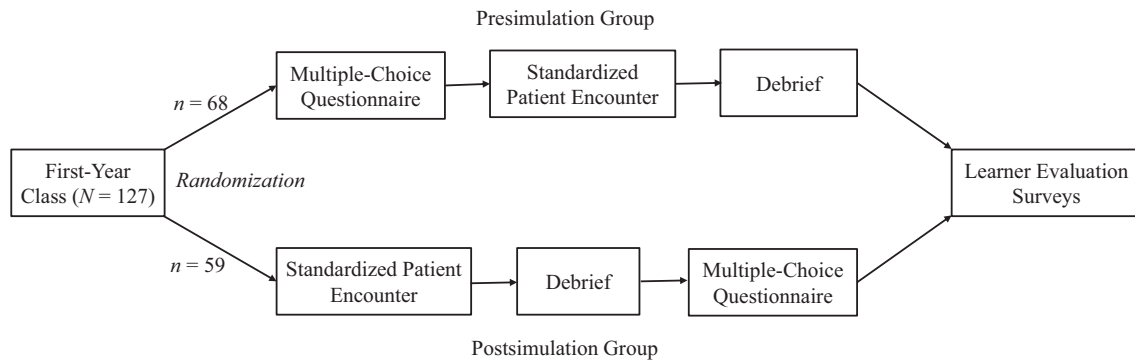 Presimulation Group
Multiple-Choice
Questionnaire
Standardized
Patient Encounter
Debrief
n = 68
First-Year
Class (N = 127)
Randomization
Learner Evaluation
Surveys
n = 59
Standardized Patient
Encounter
Debrief
Multiple-Choice
Questionnaire
Postsimulation Group